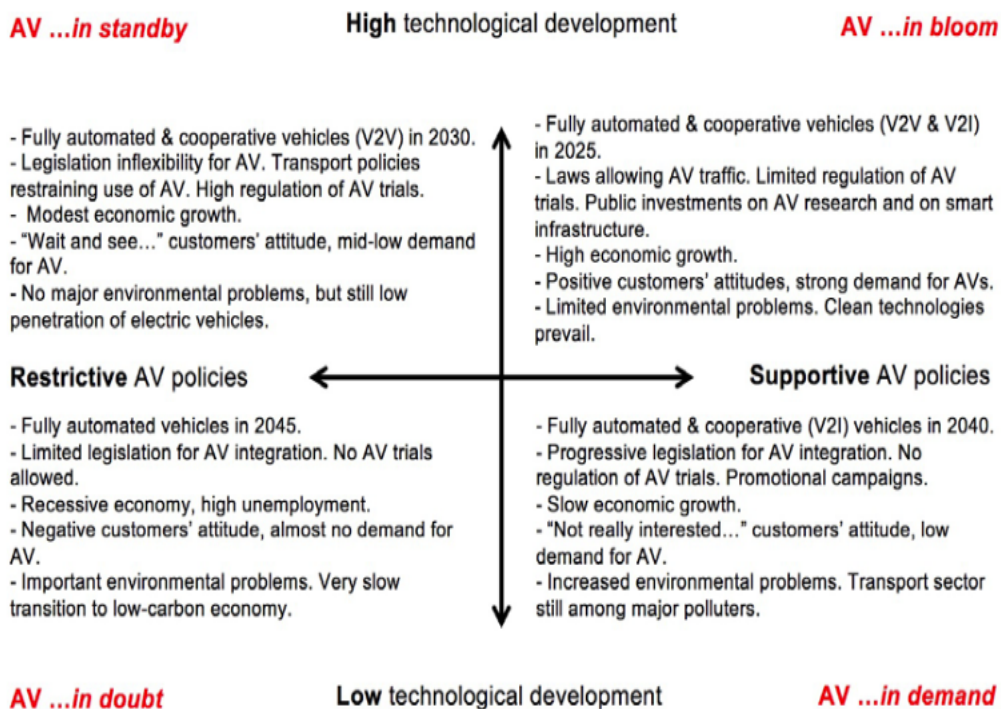 AV ...in standby
High technological development
AV ...in bloom
- Fully automated & cooperative vehicles (V2V) in 2030.
- Legislation inflexibility for AV. Transport policies
restraining use of AV. High regulation of AV trials.
- Modest economic growth.
- “Wait and see...” customers’ attitude, mid-low demand
for AV.
- No major environmental problems, but still low
penetration of electric vehicles.
- Fully automated & cooperative vehicles (V2V & V2I)
in 2025.
- Laws allowing AV traffic. Limited regulation of AV
trials. Public investments on AV research and on smart
infrastructure.
- High economic growth.
- Positive customers’ attitudes, strong demand for AVs.
- Limited environmental problems. Clean technologies
prevail.
Restrictive AV policies
Supportive AV policies
- Fully automated vehicles in 2045.
- Limited legislation for AV integration. No AV trials
allowed.
- Recessive economy, high unemployment.
- Negative customers’ attitude, almost no demand for
AV.
- Important environmental problems. Very slow
transition to low-carbon economy.
- Fully automated & cooperative (V2I) vehicles in 2040.
- Progressive legislation for AV integration. No
regulation of AV trials. Promotional campaigns.
- Slow economic growth.
- “Not really interested...” customers’ attitude, low
demand for AV.
- Increased environmental problems. Transport sector
still among major polluters.
AV ...in doubt
Low technological development
AV ...in demand